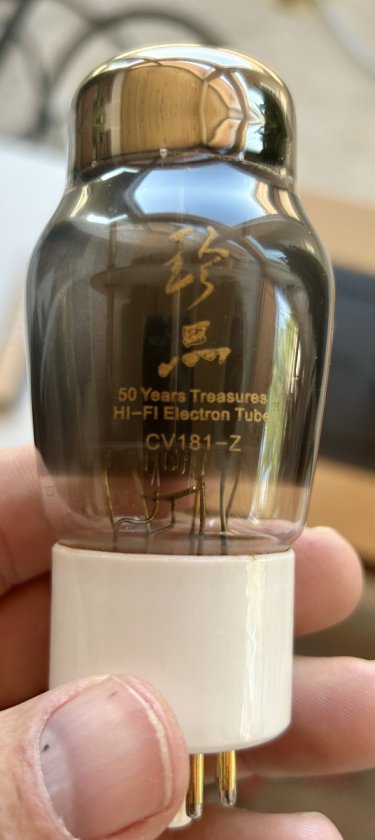 珍
品
50 Years Treasures
HI-FI Electron Tube
CV181-Z